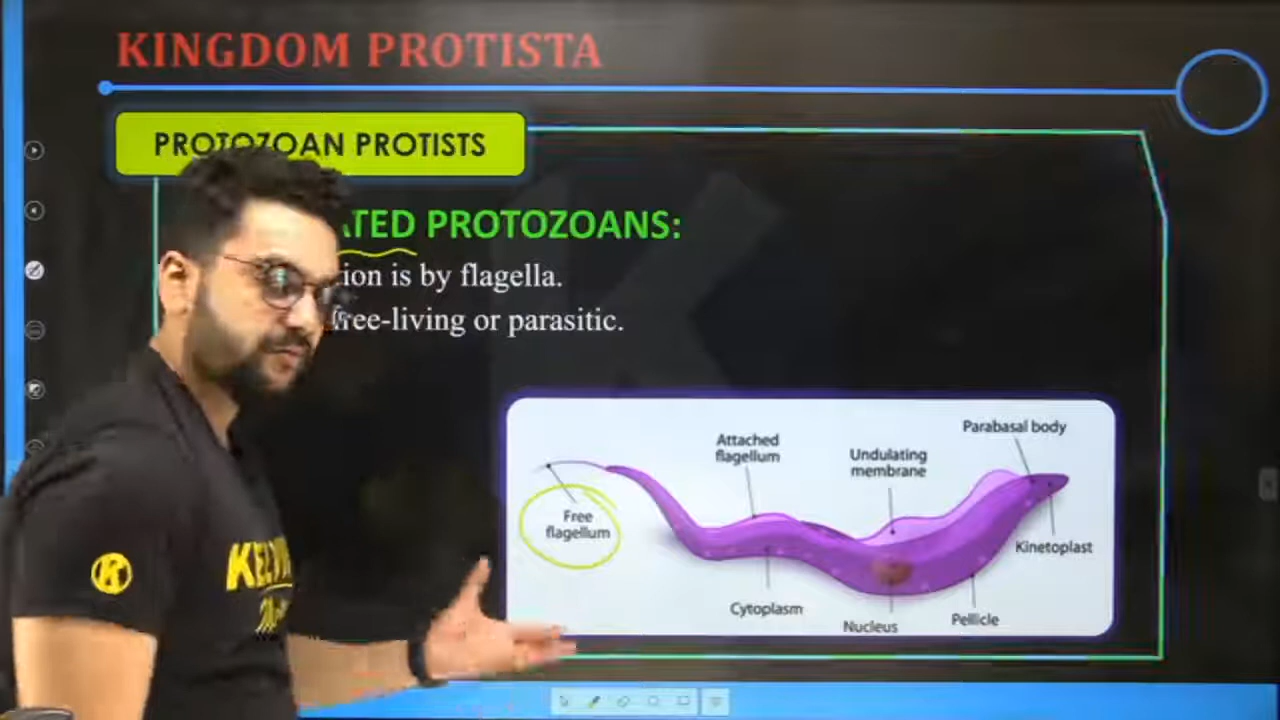 KINGDOM PROTISTA
PROTOZOAN PROTISTS
ATED PROTOZOANS:
ion is by flagella.
free-living or parasitic.
Parabasal body
Attached
flagellum
Undulating
membrane
Free
flagellum
Kinetoplast
Cytoplasm
Nucleus
Pellicle
K